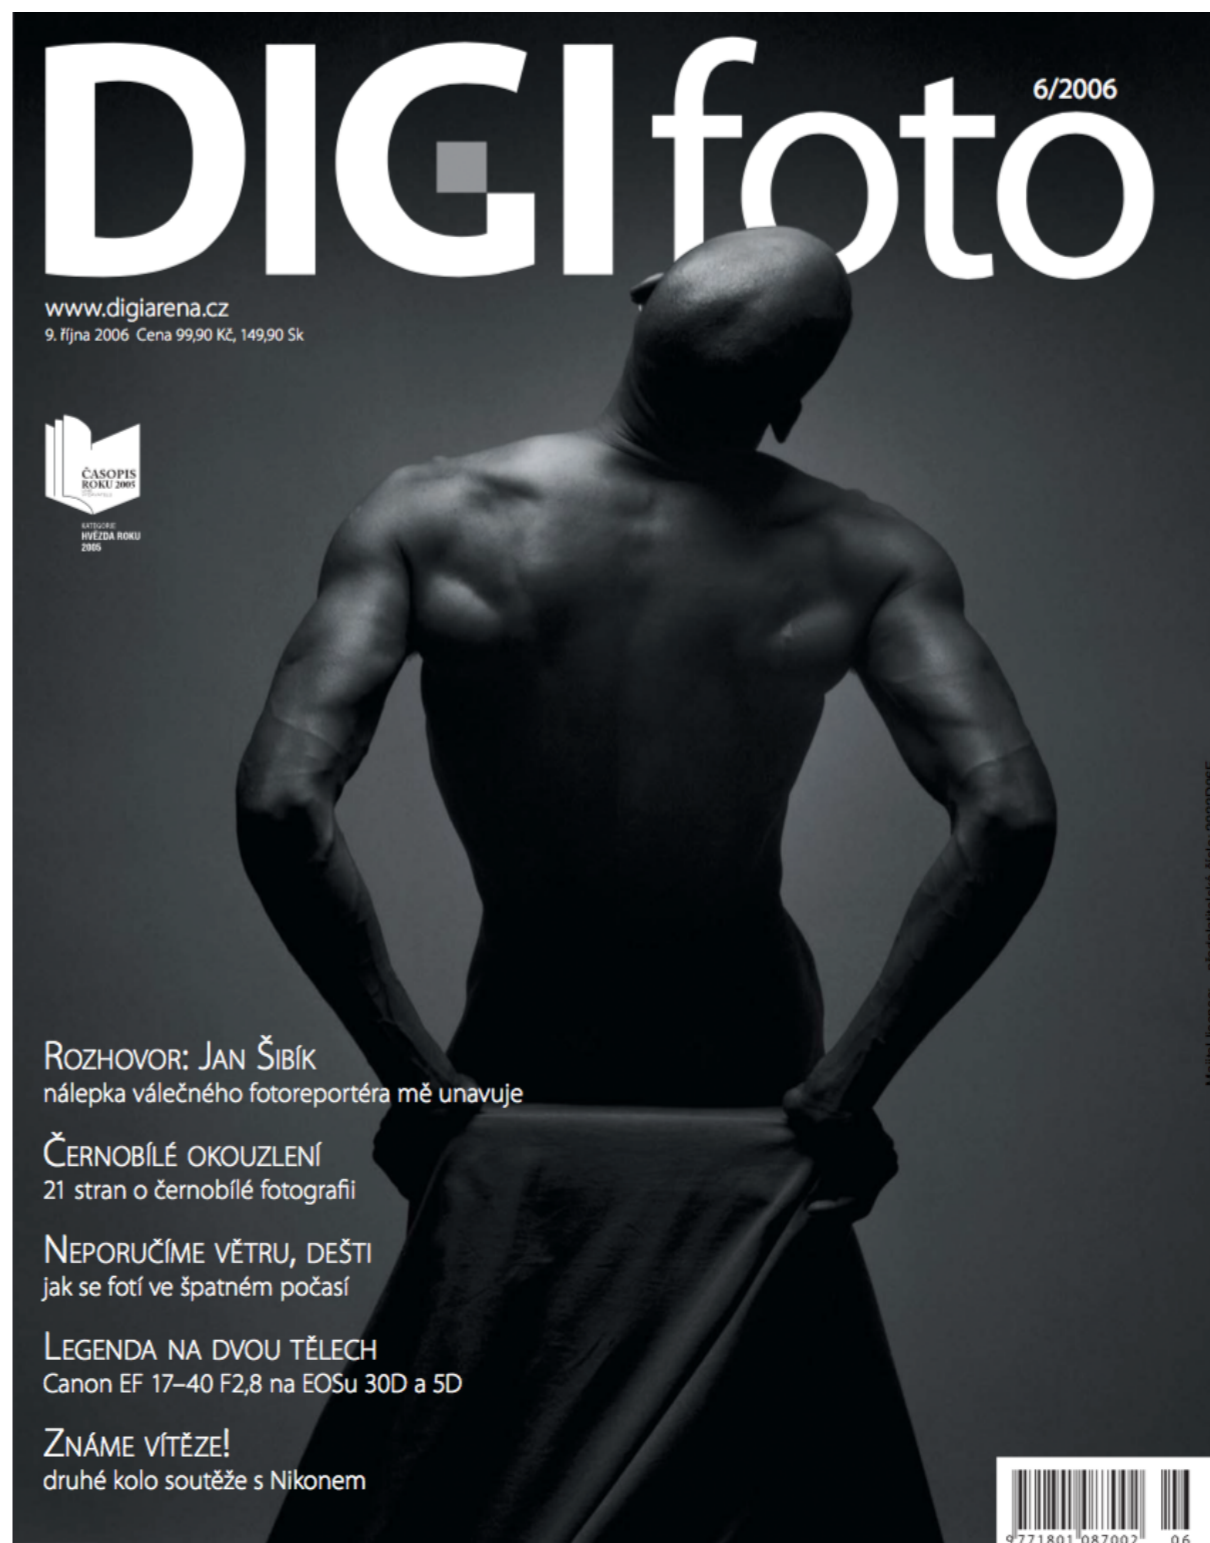 DIGIfoto
6/2006
www.digiarena.cz
9. října 2006 Cena 99,90 Kč, 149,90 Sk
ČASOPIS
ROKU 2005
KATEGORIE
HVĚZDA ROKU
2005
ROZHOVOR: JAN ŠIBÍK
nálepka válečného fotoreportéra mě unavuje
ČERNOBÍLÉ OKOUZLENÍ
21 stran o černobílé fotografii
NEPORUČÍME VĚTRU, DEŠTI
jak se fotí ve špatném počasí
LEGENDA NA DVOU TĚLECH
Canon EF 17–40 F2,8 na EOSu 30D a 5D
ZNÁME VÍTĚZE!
druhé kolo soutěže s Nikonem
9 771801 087002 06